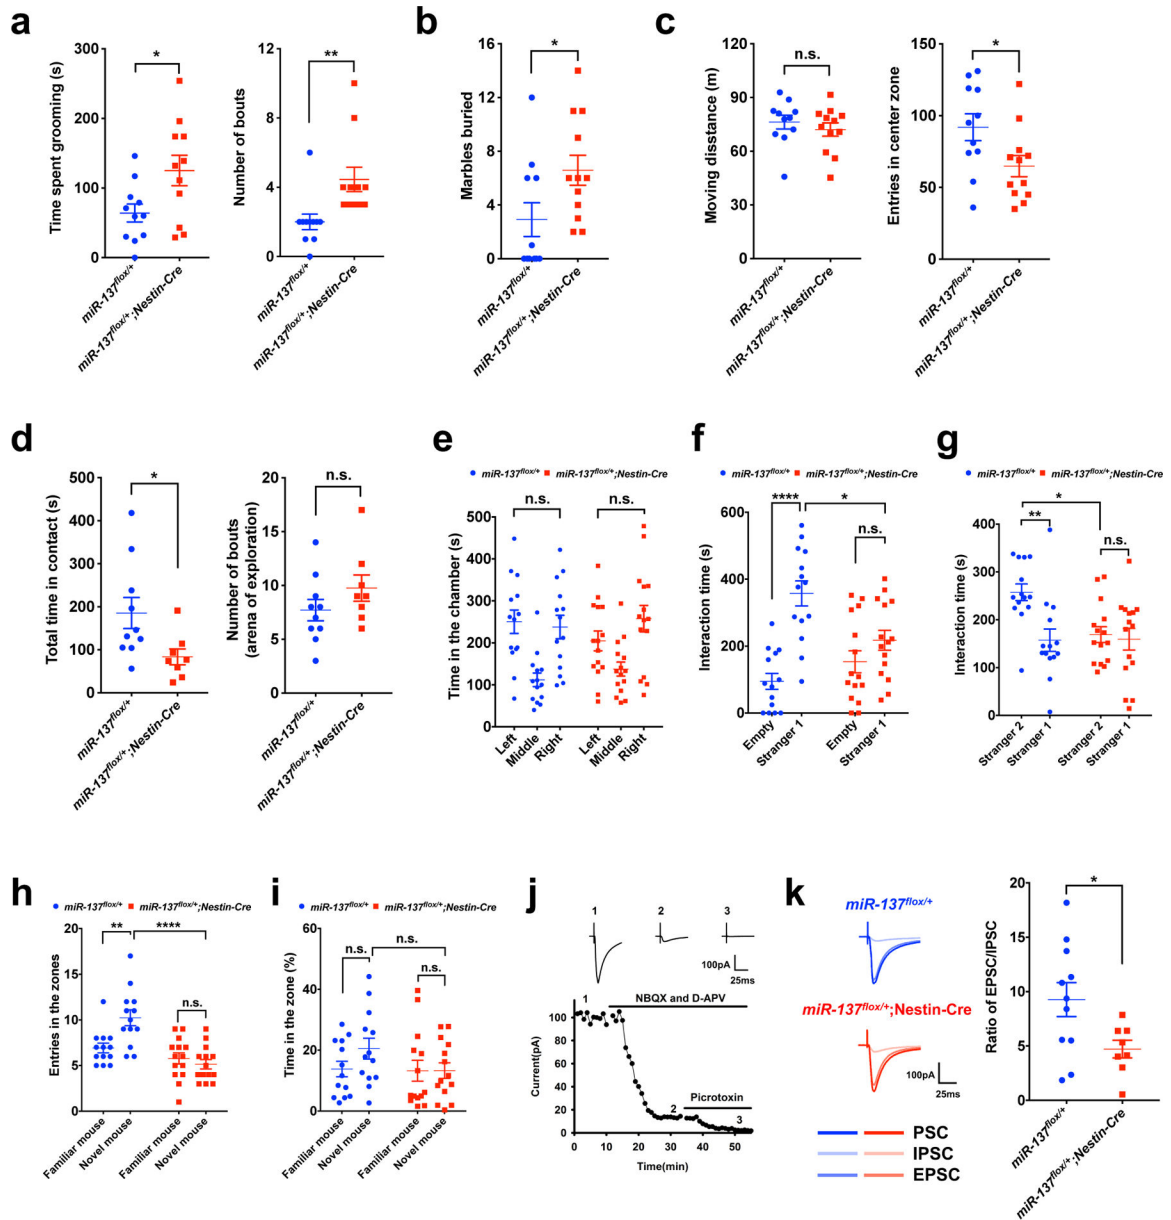 a
Time spent grooming (s)
300
200
100
0
*
miR-137flox/+
miR-137flox/+;Nestin-Cre
Number of bouts
12
8
4
0
**
miR-137flox/+
miR-137flox/+;Nestin-Cre
b
Marbles buried
16
12
8
4
0
*
miR-137flox/+
miR-137flox/+;Nestin-Cre
c
Moving disstance (m)
120
90
60
30
0
n.s.
miR-137flox/+
miR-137flox/+;Nestin-Cre
Entries in center zone
150
100
50
0
*
miR-137flox/+
miR-137flox/+;Nestin-Cre
d
Total time in contact (s)
500
400
300
200
100
0
*
miR-137flox/+
miR-137flox/+;Nestin-Cre
Number of bouts
(arena of exploration)
20
15
10
5
0
n.s.
miR-137flox/+
miR-137flox/+;Nestin-Cre
e
miR-137flox/+ miR-137flox/+;Nestin-Cre
Time in the chamber (s)
500
400
300
200
100
0
n.s. n.s.
Left Middle Right Left Middle Right
f
miR-137flox/+ miR-137flox/+;Nestin-Cre
Interaction time (s)
600
400
200
0
**** * n.s.
Empty Stranger 1 Empty Stranger 1
g
miR-137flox/+ miR-137flox/+;Nestin-Cre
Interaction time (s)
400
300
200
100
0
* ** n.s.
Stranger 2 Stranger 1 Stranger 2 Stranger 1
h
miR-137flox/+ miR-137flox/+;Nestin-Cre
Entries in the zones
20
15
10
5
0
** **** n.s.
Familiar mouse Novel mouse Familiar mouse Novel mouse
i
miR-137flox/+ miR-137flox/+;Nestin-Cre
Time in the zone (%)
60
40
20
0
n.s. n.s. n.s.
Familiar mouse Novel mouse Familiar mouse Novel mouse
j
1 2 3
100pA
25ms
NBQX and D-APV
Picrotoxin
1 2 3
Current(pA)
120
100
80
60
40
20
0
0 10 20 30 40 50
Time(min)
k
miR-137flox/+
miR-137flox/+;Nestin-Cre
100pA
25ms
PSC
IPSC
EPSC
Ratio of EPSC/IPSC
20
15
10
5
0
*
miR-137flox/+
miR-137flox/+;Nestin-Cre